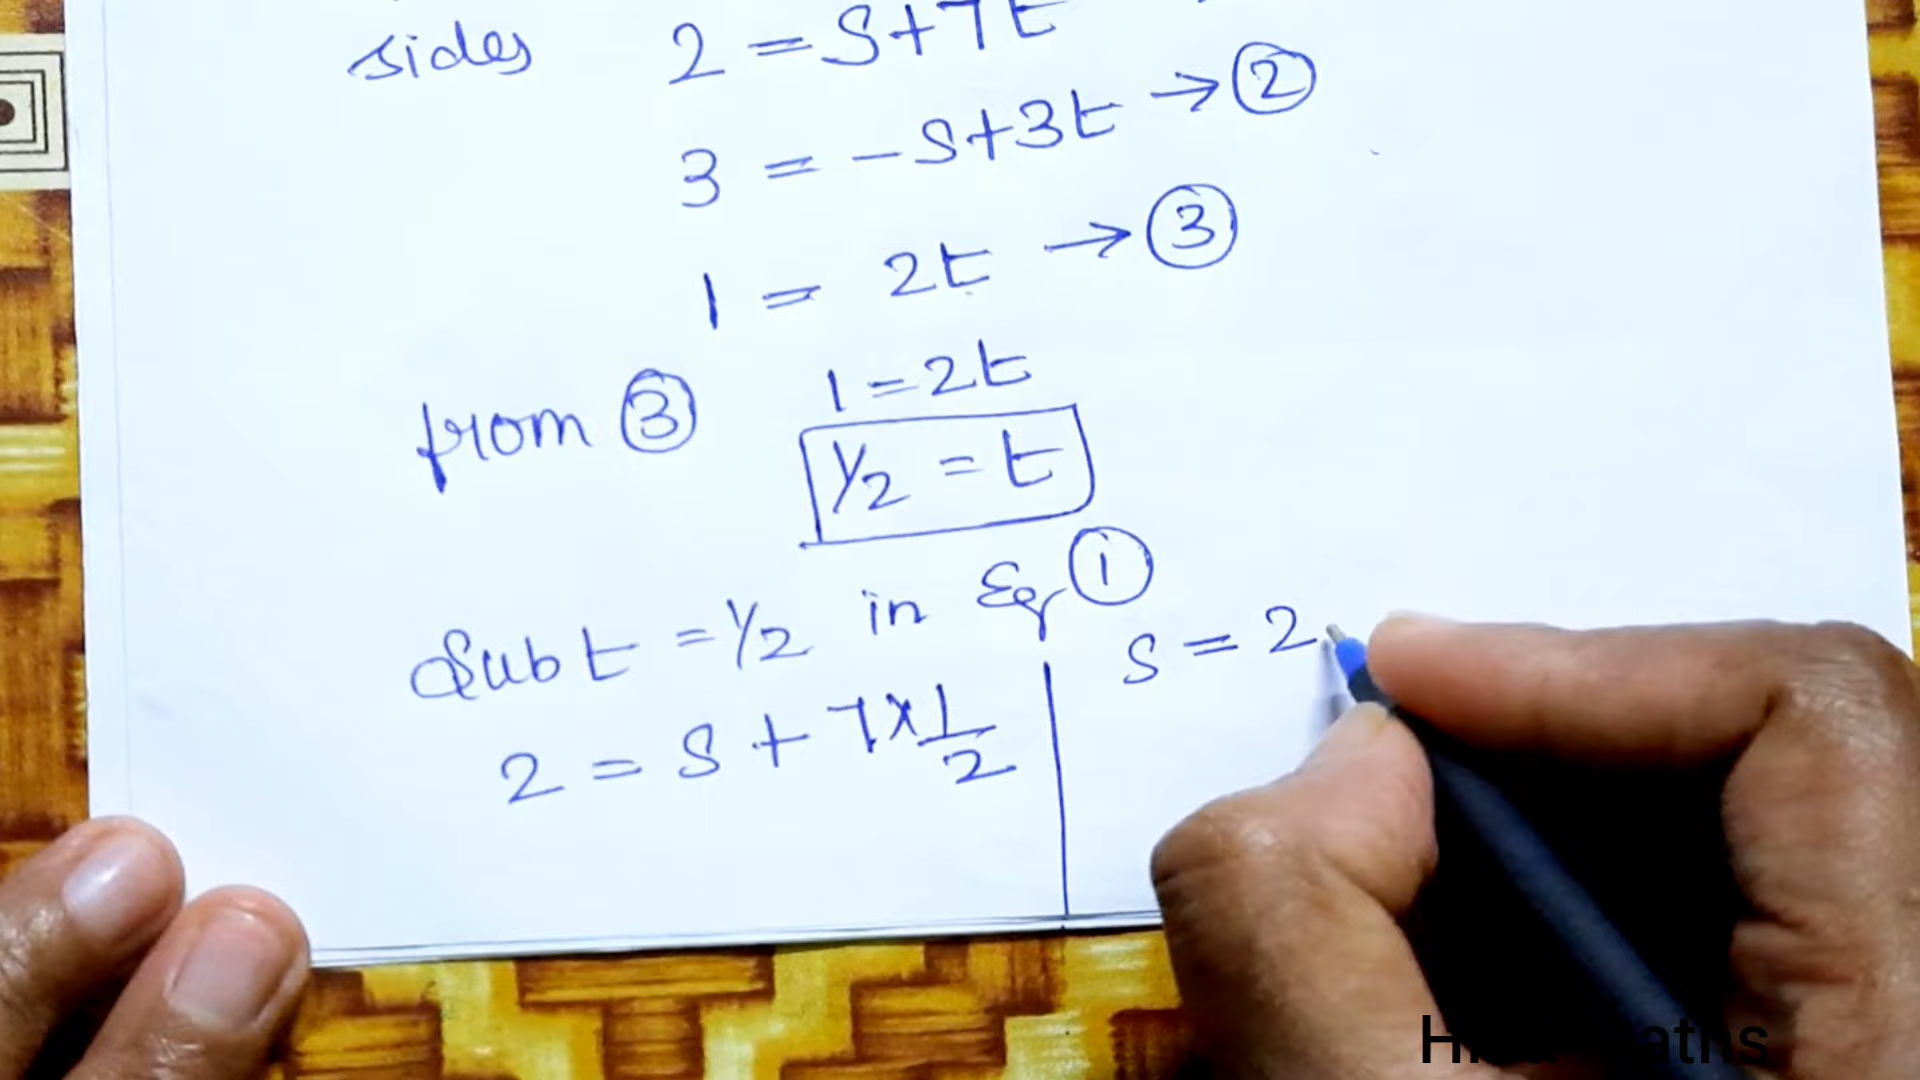 sides 2 = S+7t
3 = -S+3t → ②
1 = 2t → ③
from ③ 1=2t
1/2 = t
Sub t = 1/2 in Eq ①
2 = S + 7×1/2
S = 2